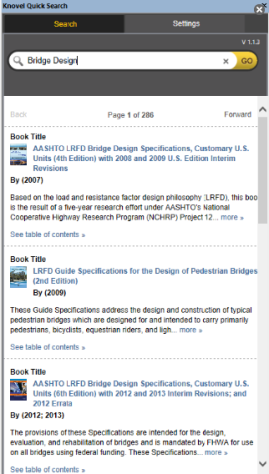 Knovel Quick Search
Search Settings
V 1.1.3
Bridge Design x GO
Back Page 1 of 286 Forward
Book Title
AASHTO LRFD Bridge Design Specifications, Customary U.S.
Units (4th Edition) with 2008 and 2009 U.S. Edition Interim
Revisions
By (2007)
Based on the load and resistance factor design philosophy (LRFD), this boo
is the result of a five-year research effort under AASHTO's National
Cooperative Highway Research Program (NCHRP) Project 12... more »
See table of contents »
Book Title
LRFD Guide Specifications for the Design of Pedestrian Bridges
(2nd Edition)
By (2009)
These Guide Specifications address the design and construction of typical
pedestrian bridges which are designed for and intended to carry primarily
pedestrians, bicyclists, equestrian riders, and ligh... more »
See table of contents »
Book Title
AASHTO LRFD Bridge Design Specifications, Customary U.S.
Units (6th Edition) with 2012 and 2013 Interim Revisions; and
2012 Errata
By (2012; 2013)
The provisions of these Specifications are intended for the design,
evaluation, and rehabilitation of bridges and is mandated by FHWA for use
on all bridges using federal funding. These Specifications... more »
See table of contents »